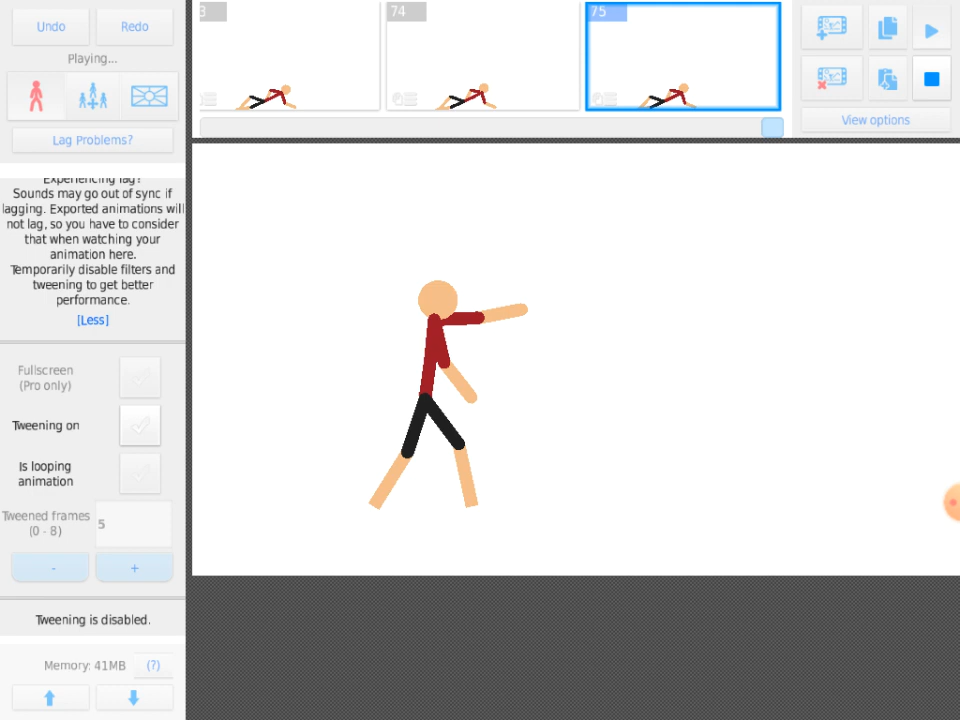 Undo
Redo
Playing...
Lag Problems?
Experiencing lag?
Sounds may go out of sync if
lagging. Exported animations will
not lag, so you have to consider
that when watching your
animation here.
Temporarily disable filters and
tweening to get better
performance.
[Less]
Fullscreen
(Pro only)
Tweening on
Is looping
animation
Tweened frames
(0 - 8)
5
-
+
Tweening is disabled.
Memory: 41MB
(?)
3
74
75
View options